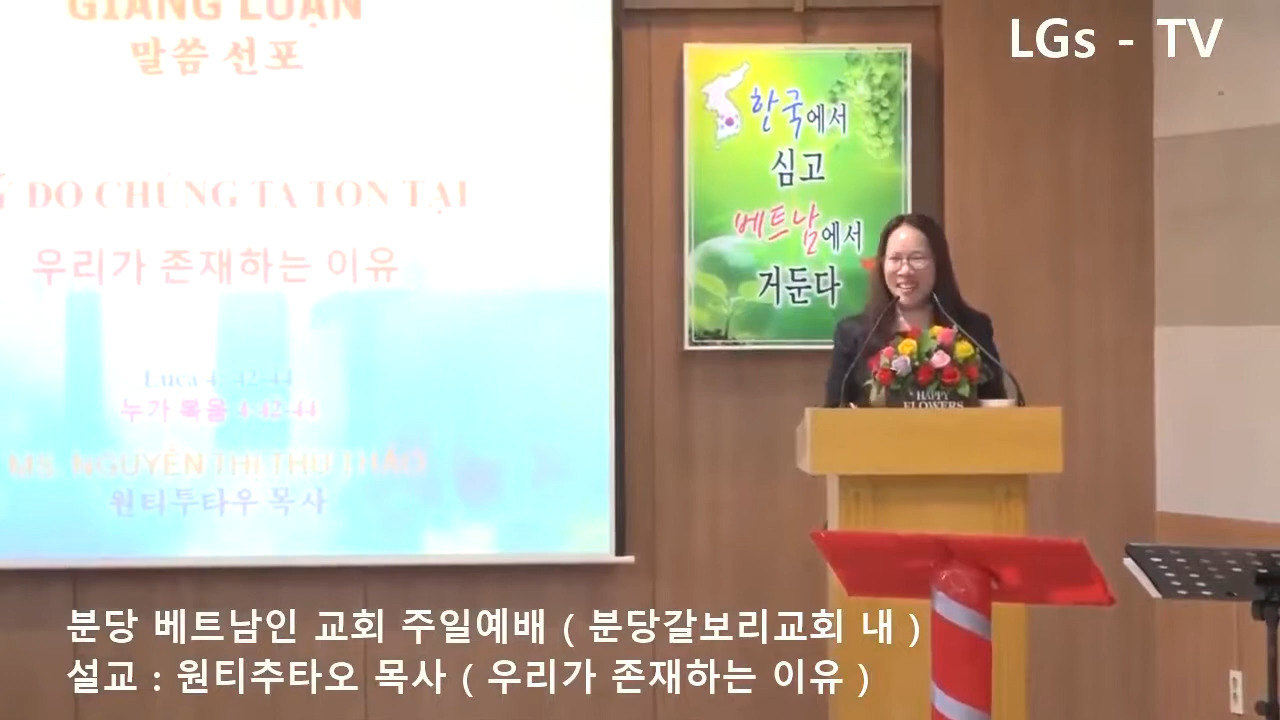 GIẢNG LUẬN
말씀 선포
DO CHÚNG TA TỒN TẠI
우리가 존재하는 이유
Luca 4: 42-44
누가 복음 4:42-44
MS. NGUYỄN THỊ THU THẢO
원티투타우 목사
한국에서
심고
베트남에서
거둔다
LGs - TV
HAPPY
FLOWERS
분당 베트남인 교회 주일예배 ( 분당갈보리교회 내 )
설교 : 원티추타오 목사 ( 우리가 존재하는 이유 )